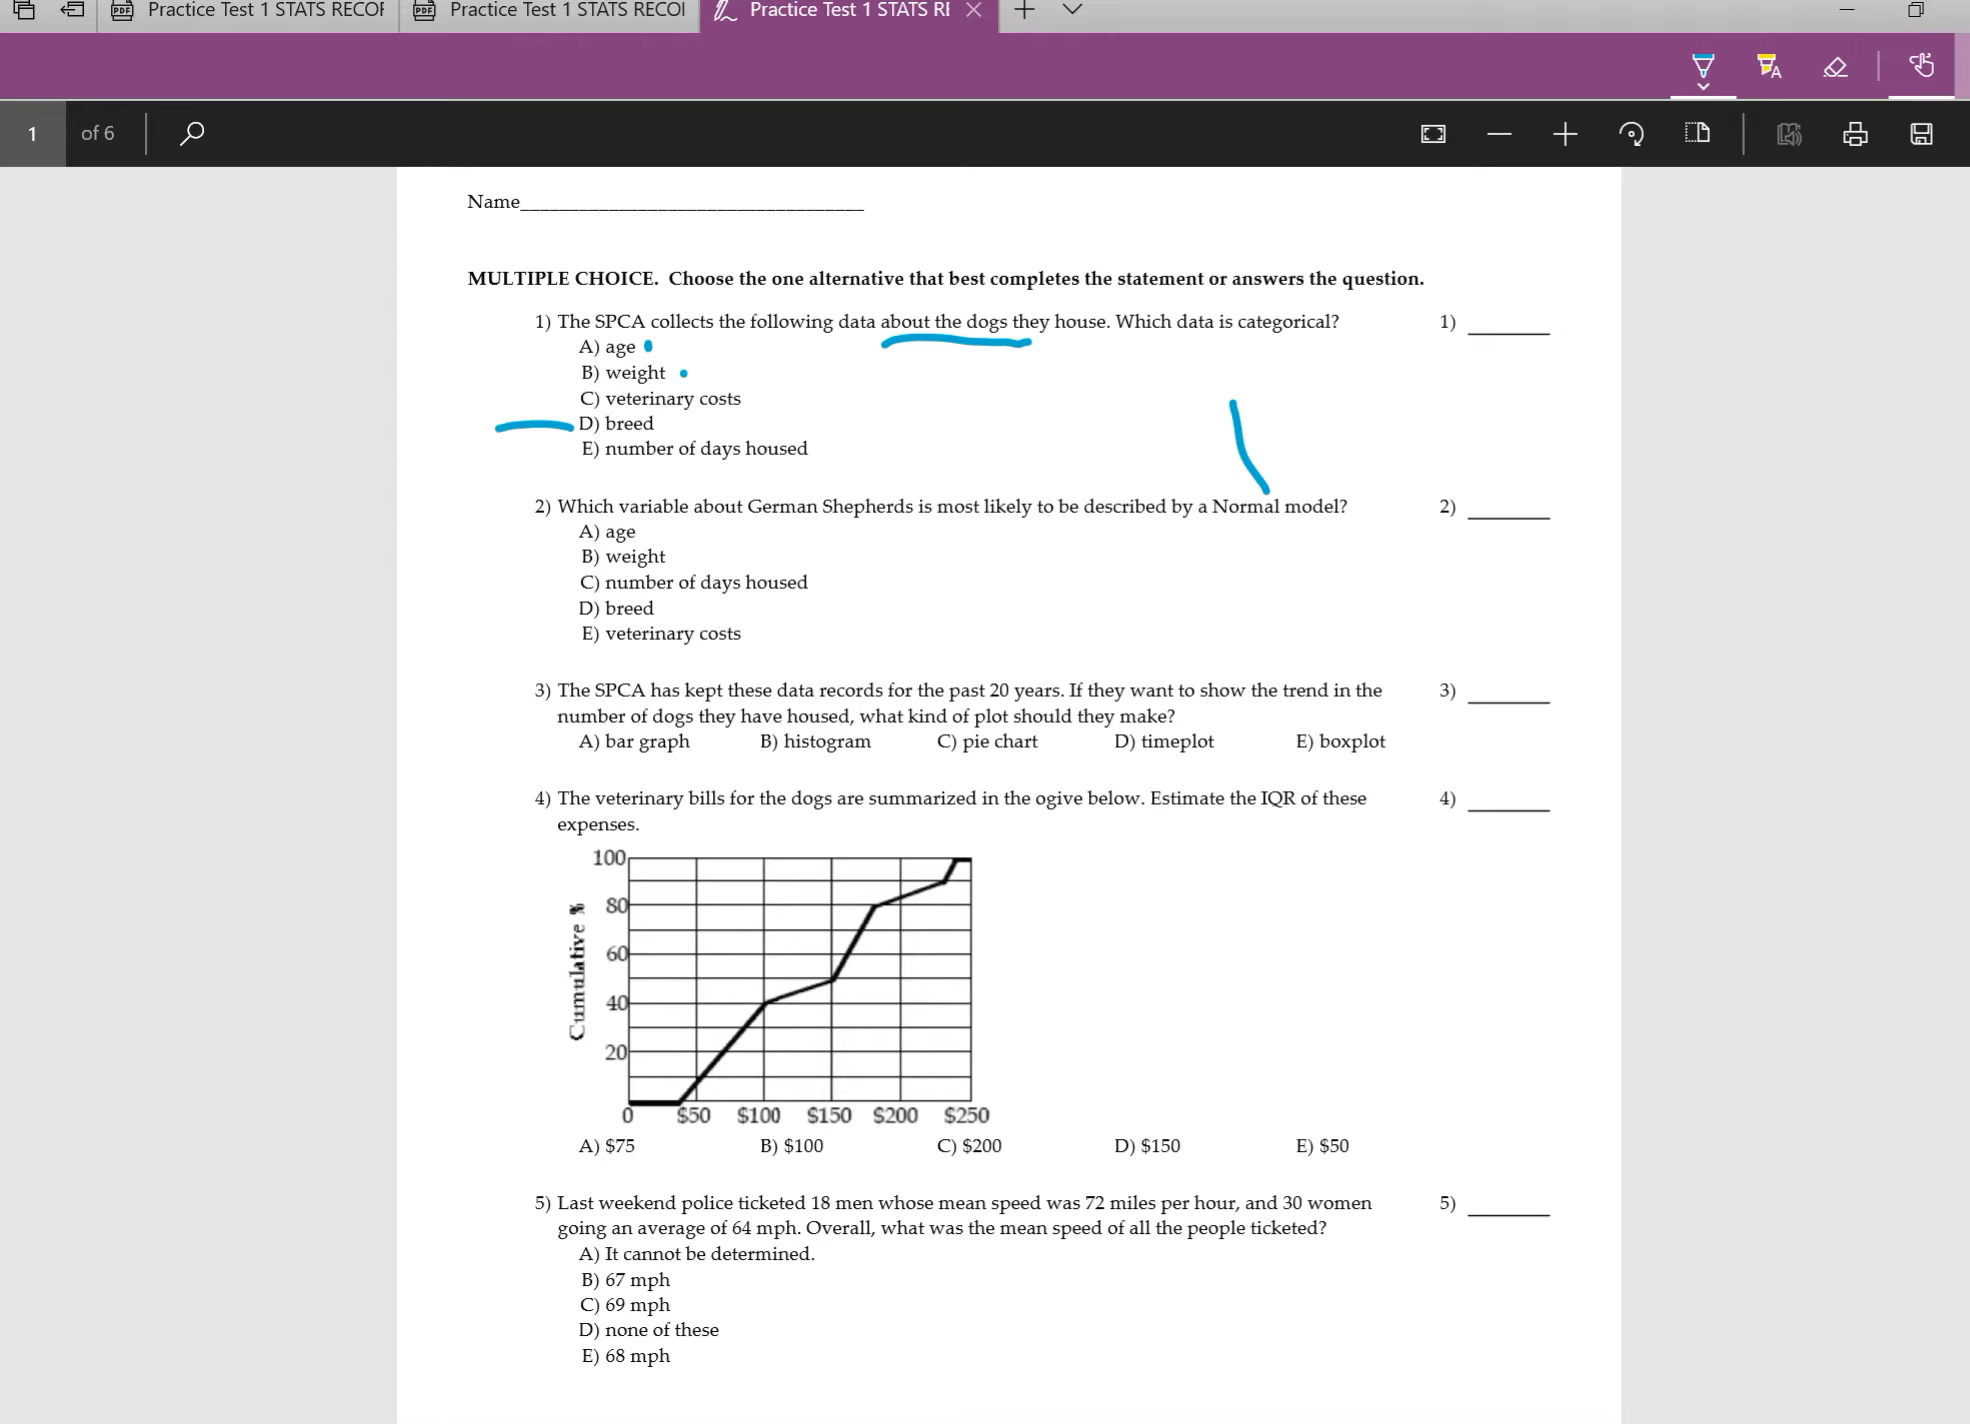 Practice Test 1 STATS RECOF
Practice Test 1 STATS RECOI
Practice Test 1 STATS RI
1 of 6
Name
MULTIPLE CHOICE. Choose the one alternative that best completes the statement or answers the question.
1) The SPCA collects the following data about the dogs they house. Which data is categorical? 1)
A) age
B) weight
C) veterinary costs
D) breed
E) number of days housed
2) Which variable about German Shepherds is most likely to be described by a Normal model? 2)
A) age
B) weight
C) number of days housed
D) breed
E) veterinary costs
3) The SPCA has kept these data records for the past 20 years. If they want to show the trend in the 3)
number of dogs they have housed, what kind of plot should they make?
A) bar graph B) histogram C) pie chart D) timeplot E) boxplot
4) The veterinary bills for the dogs are summarized in the ogive below. Estimate the IQR of these 4)
expenses.
100
80
60
40
20
Cumulative %
0 $50 $100 $150 $200 $250
A) $75 B) $100 C) $200 D) $150 E) $50
5) Last weekend police ticketed 18 men whose mean speed was 72 miles per hour, and 30 women 5)
going an average of 64 mph. Overall, what was the mean speed of all the people ticketed?
A) It cannot be determined.
B) 67 mph
C) 69 mph
D) none of these
E) 68 mph